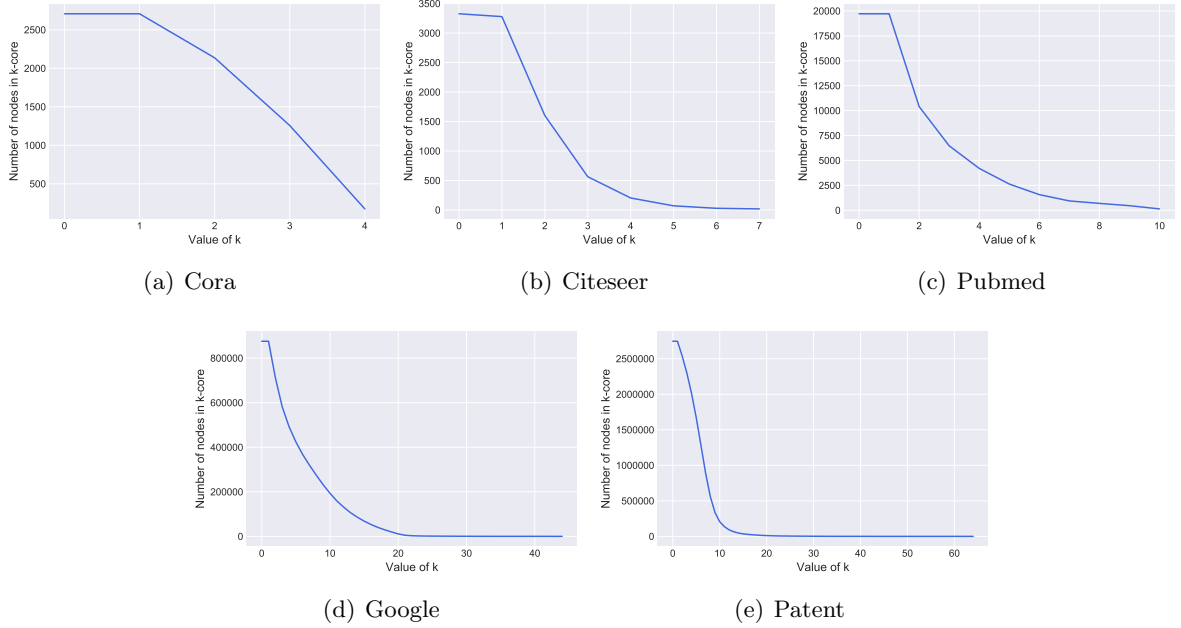 Number of nodes in k-core
2500
2000
1500
1000
500
0 1 2 3 4
Value of k
(a) Cora
Number of nodes in k-core
3500
3000
2500
2000
1500
1000
500
0
0 1 2 3 4 5 6 7
Value of k
(b) Citeseer
Number of nodes in k-core
20000
17500
15000
12500
10000
7500
5000
2500
0
0 2 4 6 8 10
Value of k
(c) Pubmed
Number of nodes in k-core
800000
600000
400000
200000
0
0 10 20 30 40
Value of k
(d) Google
Number of nodes in k-core
2500000
2000000
1500000
1000000
500000
0
0 10 20 30 40 50 60
Value of k
(e) Patent